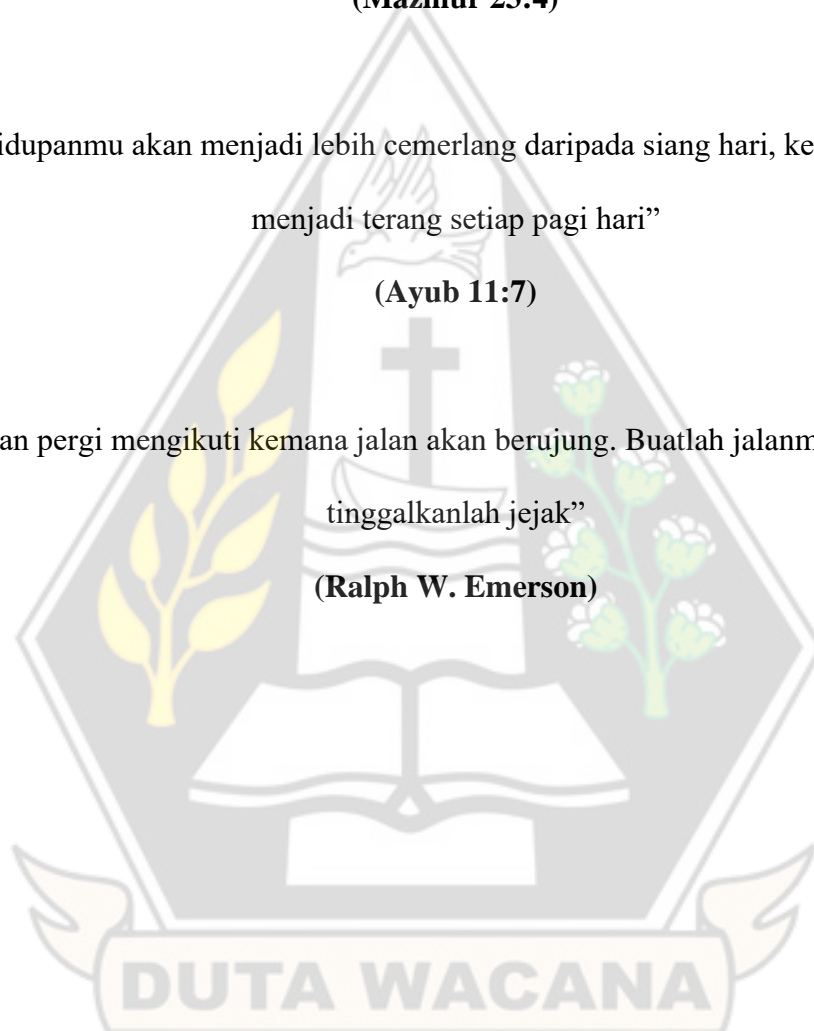 (Mazmur 23:4)
idupanmu akan menjadi lebih cemerlang daripada siang hari, ke
menjadi terang setiap pagi hari”
(Ayub 11:7)
an pergi mengikuti kemana jalan akan berujung. Buatlah jalanm
tinggalkanlah jejak”
(Ralph W. Emerson)
DUTA WACANA